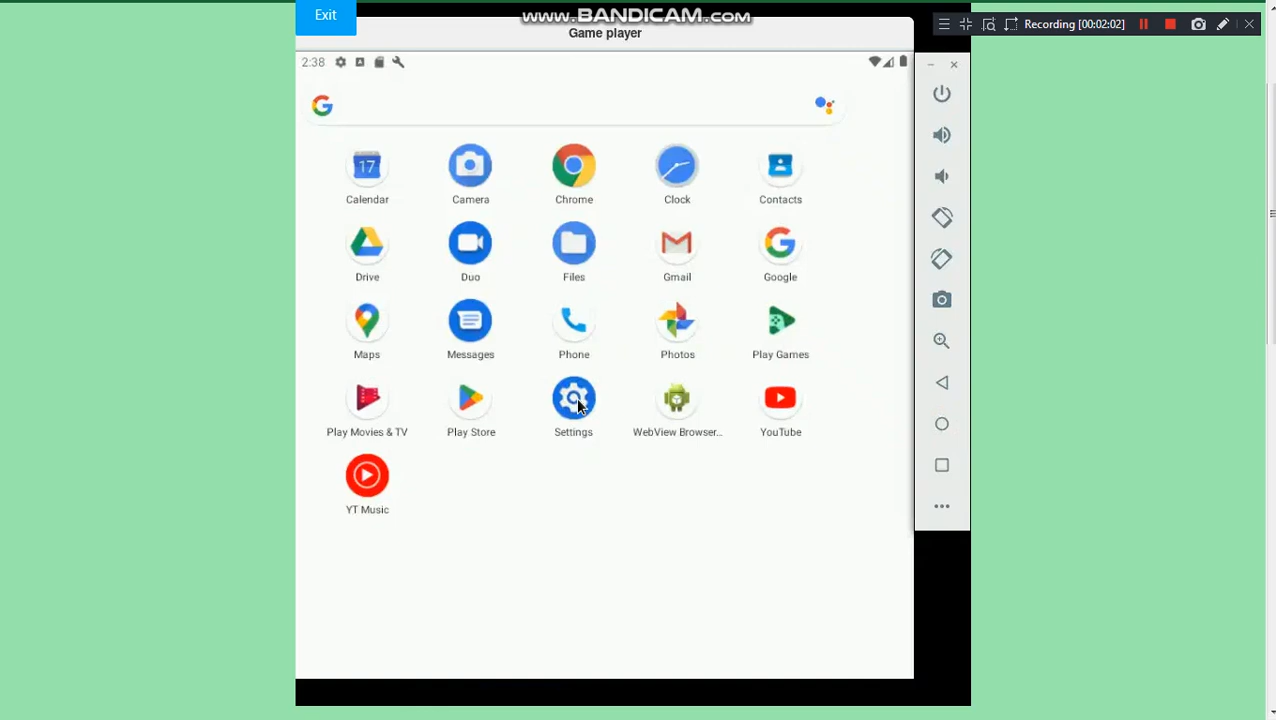 Exit
WWW.BANDICAM.COM
Game player
Recording [00:02:02]
2:38
17
Calendar
Camera
Chrome
Clock
Contacts
Drive
Duo
Files
Gmail
Google
Maps
Messages
Phone
Photos
Play Games
Play Movies & TV
Play Store
Settings
WebView Browser...
YouTube
YT Music